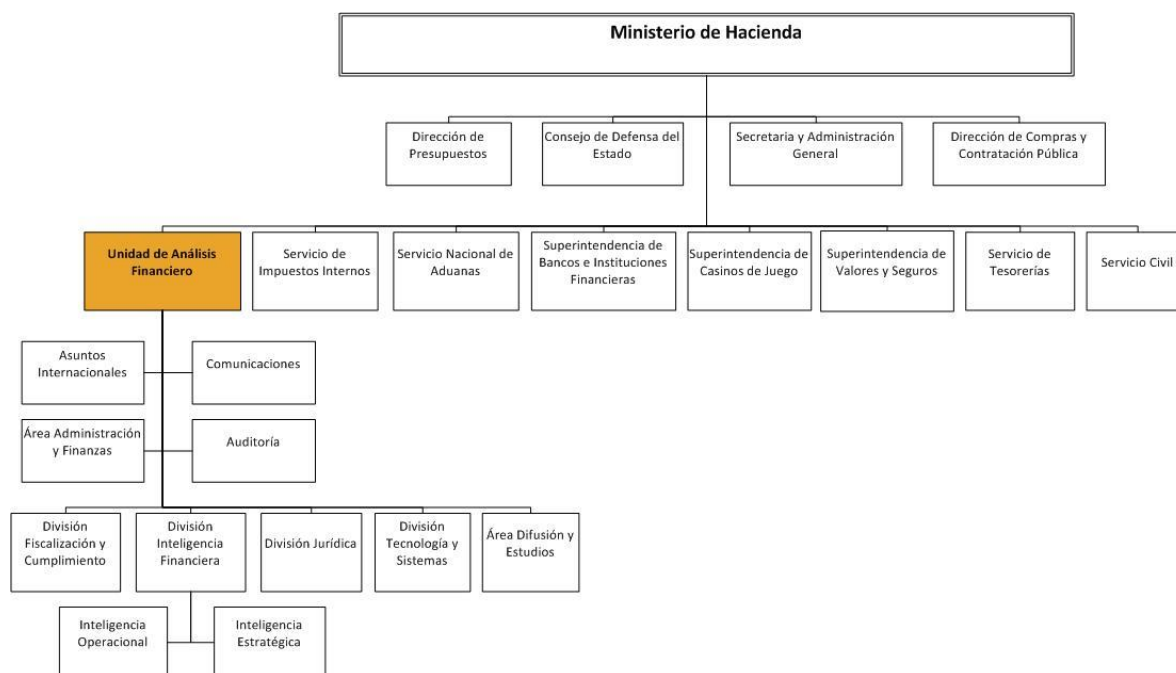 Ministerio de Hacienda
Dirección de
Presupuestos
Consejo de Defensa del
Estado
Secretaria y Administración
General
Dirección de Compras y
Contratación Pública
Unidad de Análisis
Financiero
Servicio de
Impuestos Internos
Servicio Nacional de
Aduanas
Superintendencia de
Bancos e Instituciones
Financieras
Superintendencia de
Casinos de Juego
Superintendencia de
Valores y Seguros
Servicio de
Tesorerías
Servicio Civil
Asuntos
Internacionales
Comunicaciones
Área Administración
y Finanzas
Auditoría
División
Fiscalización y
Cumplimiento
División
Inteligencia
Financiera
División Jurídica
División
Tecnología y
Sistemas
Área Difusión y
Estudios
Inteligencia
Operacional
Inteligencia
Estratégica